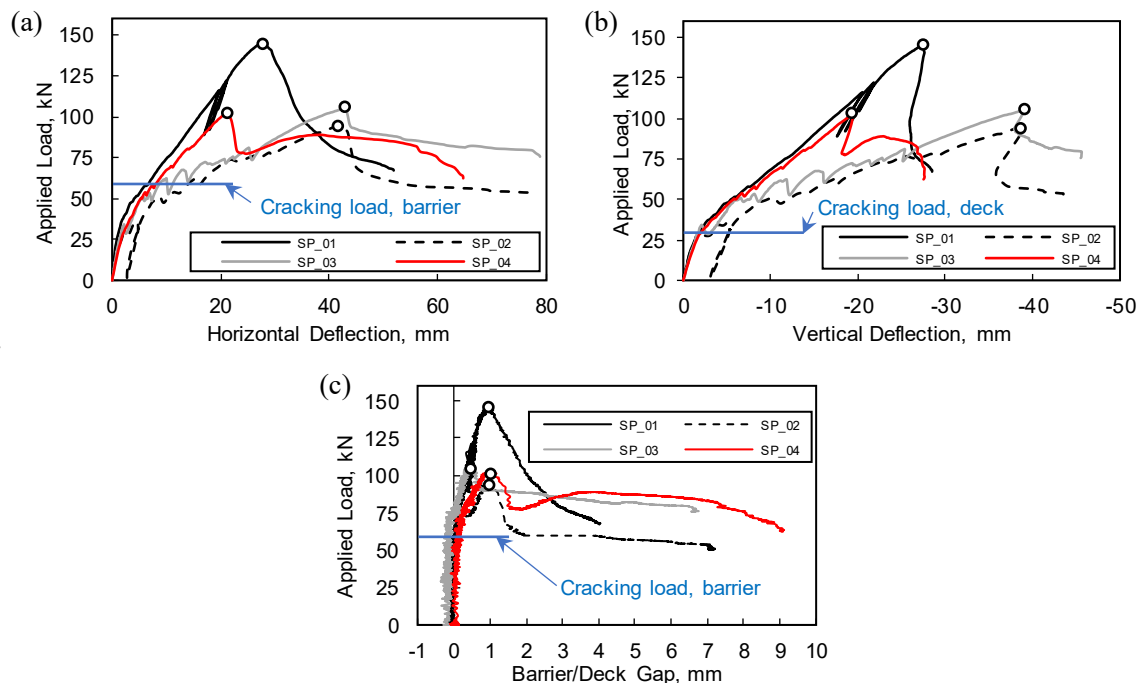 (a)
150
125
100
75
50
25
0
Applied Load, kN
Cracking load, barrier
SP_01 SP_02
SP_03 SP_04
0 20 40 60 80
Horizontal Deflection, mm
(b)
150
125
100
75
50
25
0
Applied Load, kN
Cracking load, deck
SP_01 SP_02
SP_03 SP_04
0 -10 -20 -30 -40 -50
Vertical Deflection, mm
(c)
150
125
100
75
50
25
0
Applied Load, kN
SP_01 SP_02
SP_03 SP_04
Cracking load, barrier
-1 0 1 2 3 4 5 6 7 8 9 10
Barrier/Deck Gap, mm